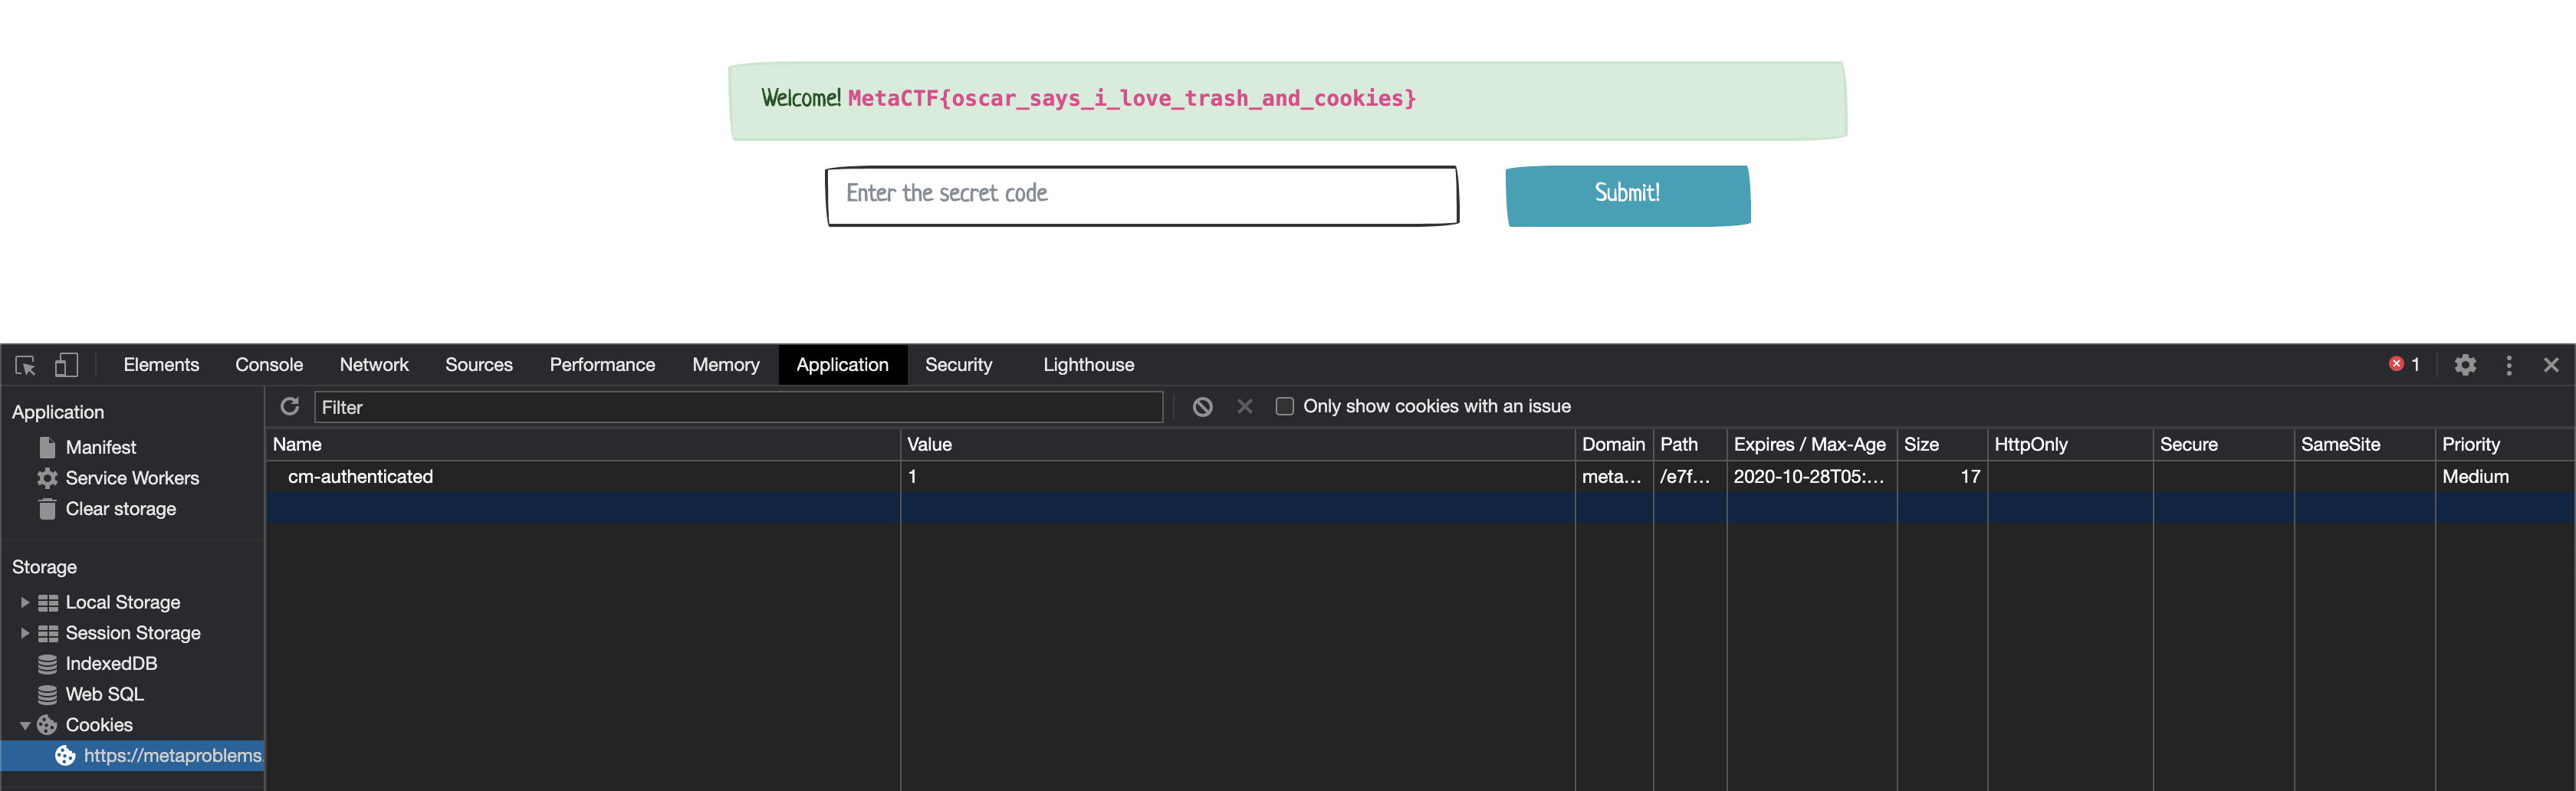 Welcome! MetaCTF{oscar_says_i_love_trash_and_cookies}
Enter the secret code Submit!
Elements Console Network Sources Performance Memory Application Security Lighthouse 1
Application
Manifest
Service Workers
Clear storage
Storage
Local Storage
Session Storage
IndexedDB
Web SQL
Cookies
https://metaproblems.
Filter Only show cookies with an issue
Name Value Domain Path Expires / Max-Age Size HttpOnly Secure SameSite Priority
cm-authenticated 1 meta... /e7f... 2020-10-28T05:... 17 Medium